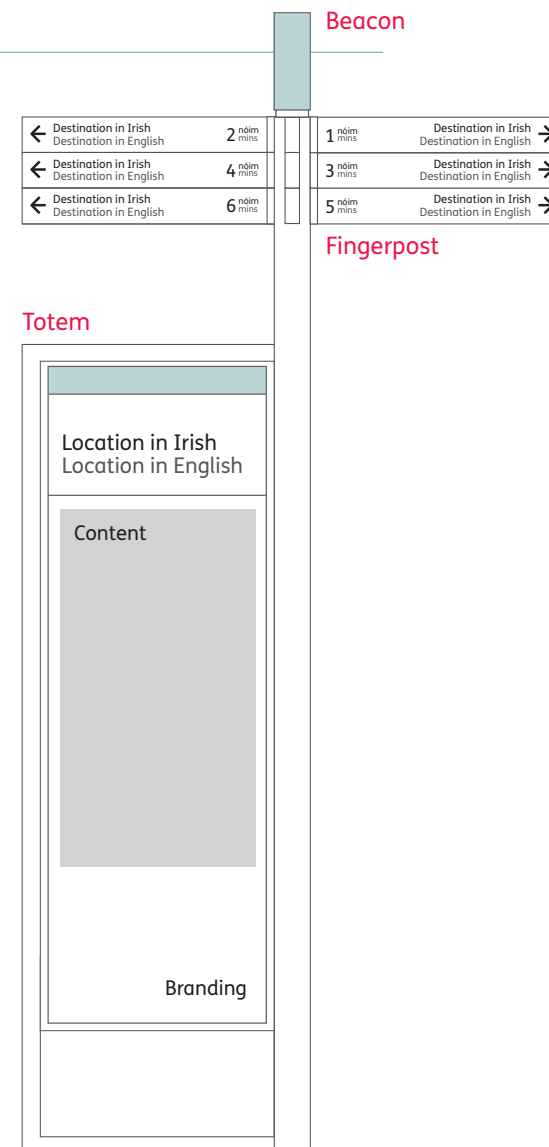 Beacon
← Destination in Irish
Destination in English
2 nóim
mins
← Destination in Irish
Destination in English
4 nóim
mins
← Destination in Irish
Destination in English
6 nóim
mins
1 nóim
mins
Destination in Irish →
Destination in English
3 nóim
mins
Destination in Irish →
Destination in English
5 nóim
mins
Destination in Irish →
Destination in English
Fingerpost
Totem
Location in Irish
Location in English
Content
Branding